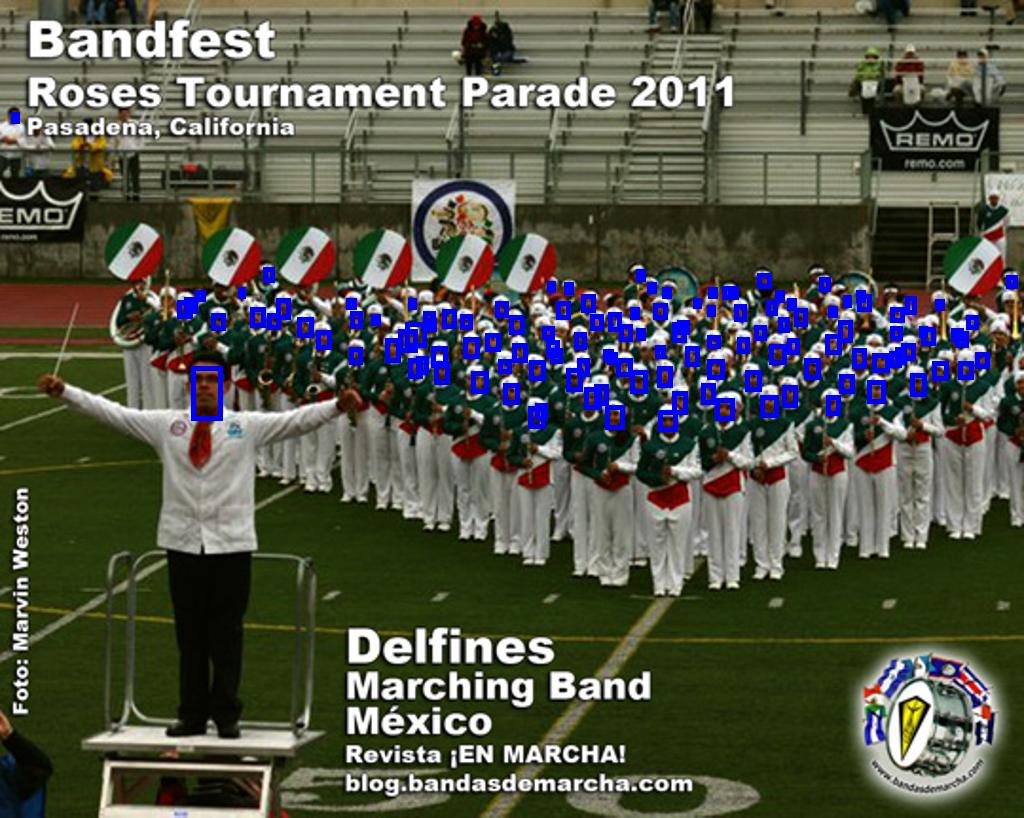 Bandfest
Roses Tournament Parade 2011
Pasadena, California
REMO
remo.com
EMO
Foto: Marvin Weston
Delfines
Marching Band
México
Revista ¡EN MARCHA!
blog.bandasdemarcha.com
www.bandasdemarcha.com
50